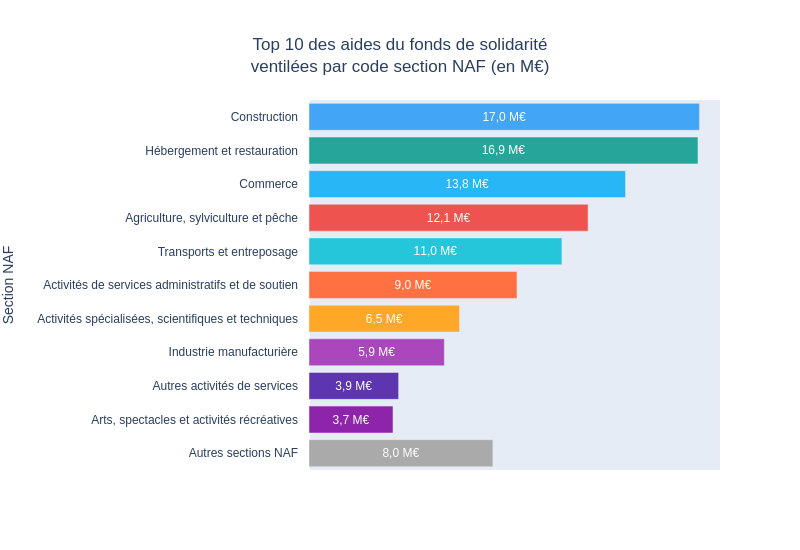 Top 10 des aides du fonds de solidarité
ventilées par code section NAF (en M€)
Section NAF
Construction 17,0 M€
Hébergement et restauration 16,9 M€
Commerce 13,8 M€
Agriculture, sylviculture et pêche 12,1 M€
Transports et entreposage 11,0 M€
Activités de services administratifs et de soutien 9,0 M€
Activités spécialisées, scientifiques et techniques 6,5 M€
Industrie manufacturière 5,9 M€
Autres activités de services 3,9 M€
Arts, spectacles et activités récréatives 3,7 M€
Autres sections NAF 8,0 M€